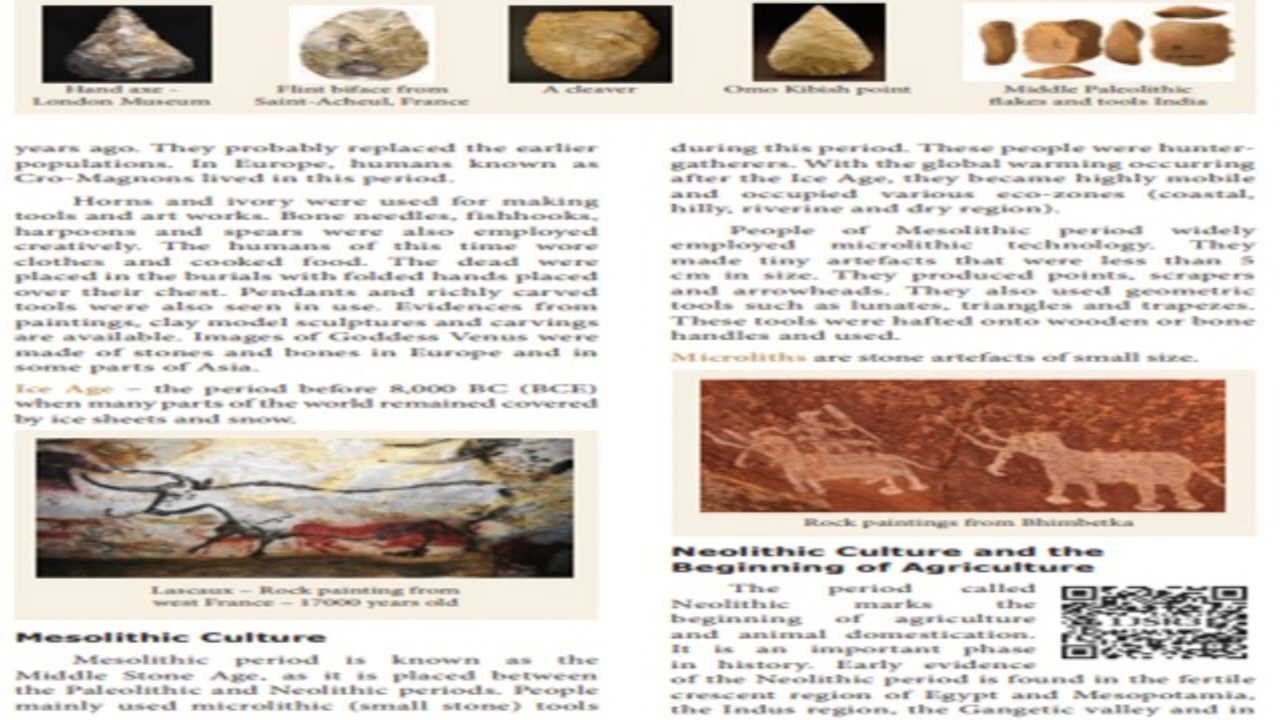 Hand axe -
London Museum
Flint biface from
Saint-Acheul, France
A cleaver
Omo Kibish point
Middle Paleolithic
flakes and tools India
years ago. They probably replaced the earlier
populations. In Europe, humans known as
Cro-Magnons lived in this period.
Horns and ivory were used for making
tools and art works. Bone needles, fishhooks,
harpoons and spears were also employed
creatively. The humans of this time wore
clothes and cooked food. The dead were
placed in the burials with folded hands placed
over their chest. Pendants and richly carved
tools were also seen in use. Evidences from
paintings, clay model sculptures and carvings
are available. Images of Goddess Venus were
made of stones and bones in Europe and in
some parts of Asia.
Ice Age – the period before 8,000 BC (BCE)
when many parts of the world remained covered
by ice sheets and snow.
Lascaux – Rock painting from
west France – 17000 years old
Mesolithic Culture
Mesolithic period is known as the
Middle Stone Age, as it is placed between
the Paleolithic and Neolithic periods. People
mainly used microlithic (small stone) tools
during this period. These people were hunter-
gatherers. With the global warming occurring
after the Ice Age, they became highly mobile
and occupied various eco-zones (coastal,
hilly, riverine and dry region).
People of Mesolithic period widely
employed microlithic technology. They
made tiny artefacts that were less than 5
cm in size. They produced points, scrapers
and arrowheads. They also used geometric
tools such as lunates, triangles and trapezes.
These tools were hafted onto wooden or bone
handles and used.
Microliths are stone artefacts of small size.
Rock paintings from Bhimbetka
Neolithic Culture and the
Beginning of Agriculture
The period called
Neolithic marks the
beginning of agriculture
and animal domestication.
It is an important phase
in history. Early evidence
of the Neolithic period is found in the fertile
crescent region of Egypt and Mesopotamia,
the Indus region, the Gangetic valley and in